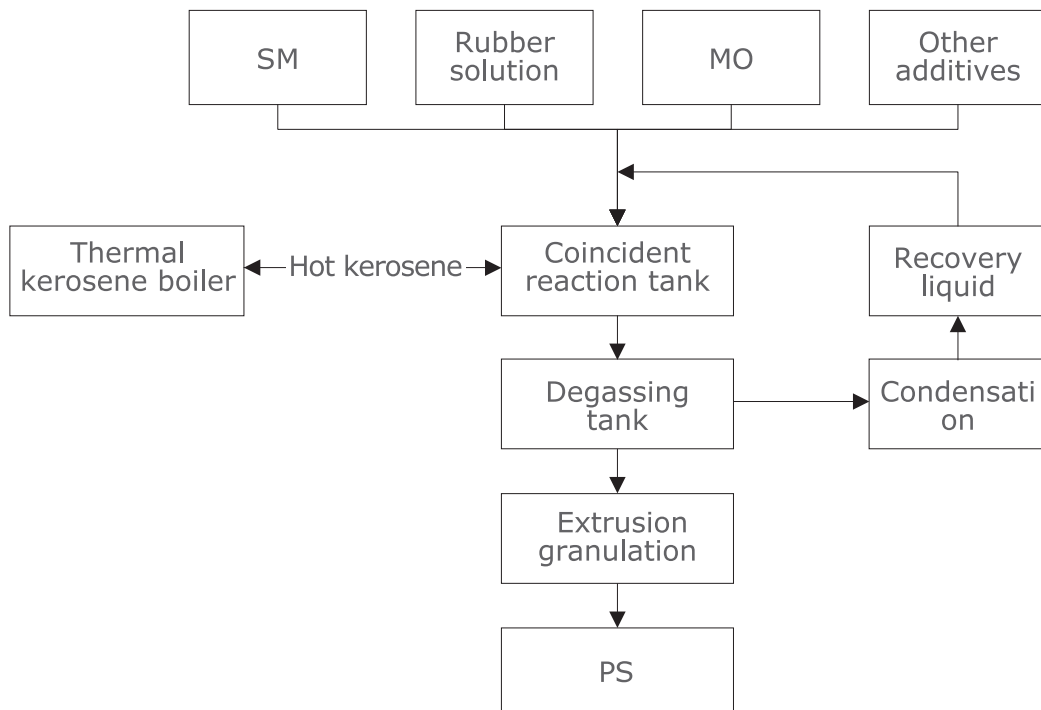 SM
Rubber
solution
MO
Other
additives
Thermal
kerosene boiler
Hot kerosene
Coincident
reaction tank
Recovery
liquid
Degassing
tank
Condensati
on
Extrusion
granulation
PS